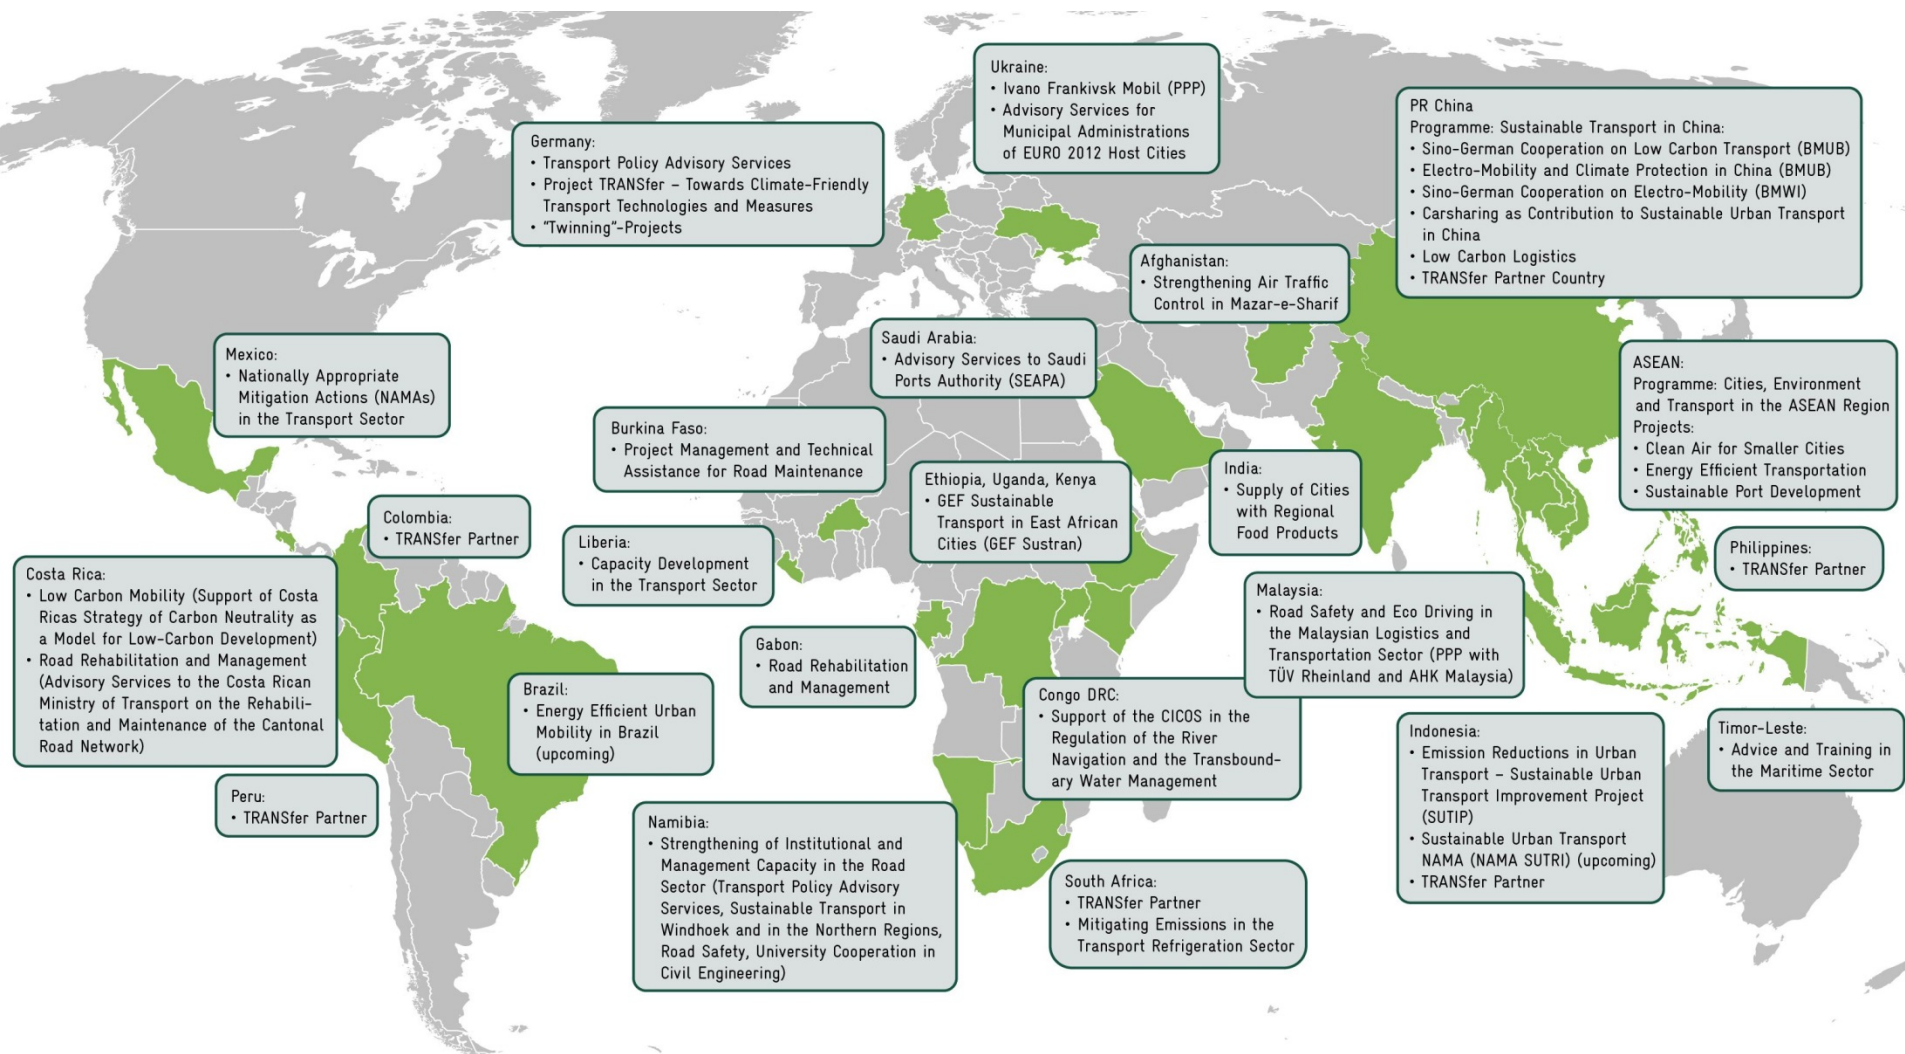 Ukraine:
• Ivano Frankivsk Mobil (PPP)
• Advisory Services for
Municipal Administrations
of EURO 2012 Host Cities
PR China
Programme: Sustainable Transport in China:
• Sino-German Cooperation on Low Carbon Transport (BMUB)
• Electro-Mobility and Climate Protection in China (BMUB)
• Sino-German Cooperation on Electro-Mobility (BMWI)
• Carsharing as Contribution to Sustainable Urban Transport
in China
• Low Carbon Logistics
• TRANSfer Partner Country
Germany:
• Transport Policy Advisory Services
• Project TRANSfer – Towards Climate-Friendly
Transport Technologies and Measures
• "Twinning"-Projects
Afghanistan:
• Strengthening Air Traffic
Control in Mazar-e-Sharif
Saudi Arabia:
• Advisory Services to Saudi
Ports Authority (SEAPA)
Mexico:
• Nationally Appropriate
Mitigation Actions (NAMAs)
in the Transport Sector
ASEAN:
Programme: Cities, Environment
and Transport in the ASEAN Region
Projects:
• Clean Air for Smaller Cities
• Energy Efficient Transportation
• Sustainable Port Development
Burkina Faso:
• Project Management and Technical
Assistance for Road Maintenance
Ethiopia, Uganda, Kenya
• GEF Sustainable
Transport in East African
Cities (GEF Sustran)
India:
• Supply of Cities
with Regional
Food Products
Colombia:
• TRANSfer Partner
Liberia:
• Capacity Development
in the Transport Sector
Philippines:
• TRANSfer Partner
Costa Rica:
• Low Carbon Mobility (Support of Costa
Ricas Strategy of Carbon Neutrality as
a Model for Low-Carbon Development)
• Road Rehabilitation and Management
(Advisory Services to the Costa Rican
Ministry of Transport on the Rehabili-
tation and Maintenance of the Cantonal
Road Network)
Malaysia:
• Road Safety and Eco Driving in
the Malaysian Logistics and
Transportation Sector (PPP with
TÜV Rheinland and AHK Malaysia)
Gabon:
• Road Rehabilitation
and Management
Brazil:
• Energy Efficient Urban
Mobility in Brazil
(upcoming)
Congo DRC:
• Support of the CICOS in the
Regulation of the River
Navigation and the Transbound-
ary Water Management
Indonesia:
• Emission Reductions in Urban
Transport – Sustainable Urban
Transport Improvement Project
(SUTIP)
• Sustainable Urban Transport
NAMA (NAMA SUTRI) (upcoming)
• TRANSfer Partner
Timor-Leste:
• Advice and Training in
the Maritime Sector
Peru:
• TRANSfer Partner
Namibia:
• Strengthening of Institutional and
Management Capacity in the Road
Sector (Transport Policy Advisory
Services, Sustainable Transport in
Windhoek and in the Northern Regions,
Road Safety, University Cooperation in
Civil Engineering)
South Africa:
• TRANSfer Partner
• Mitigating Emissions in the
Transport Refrigeration Sector